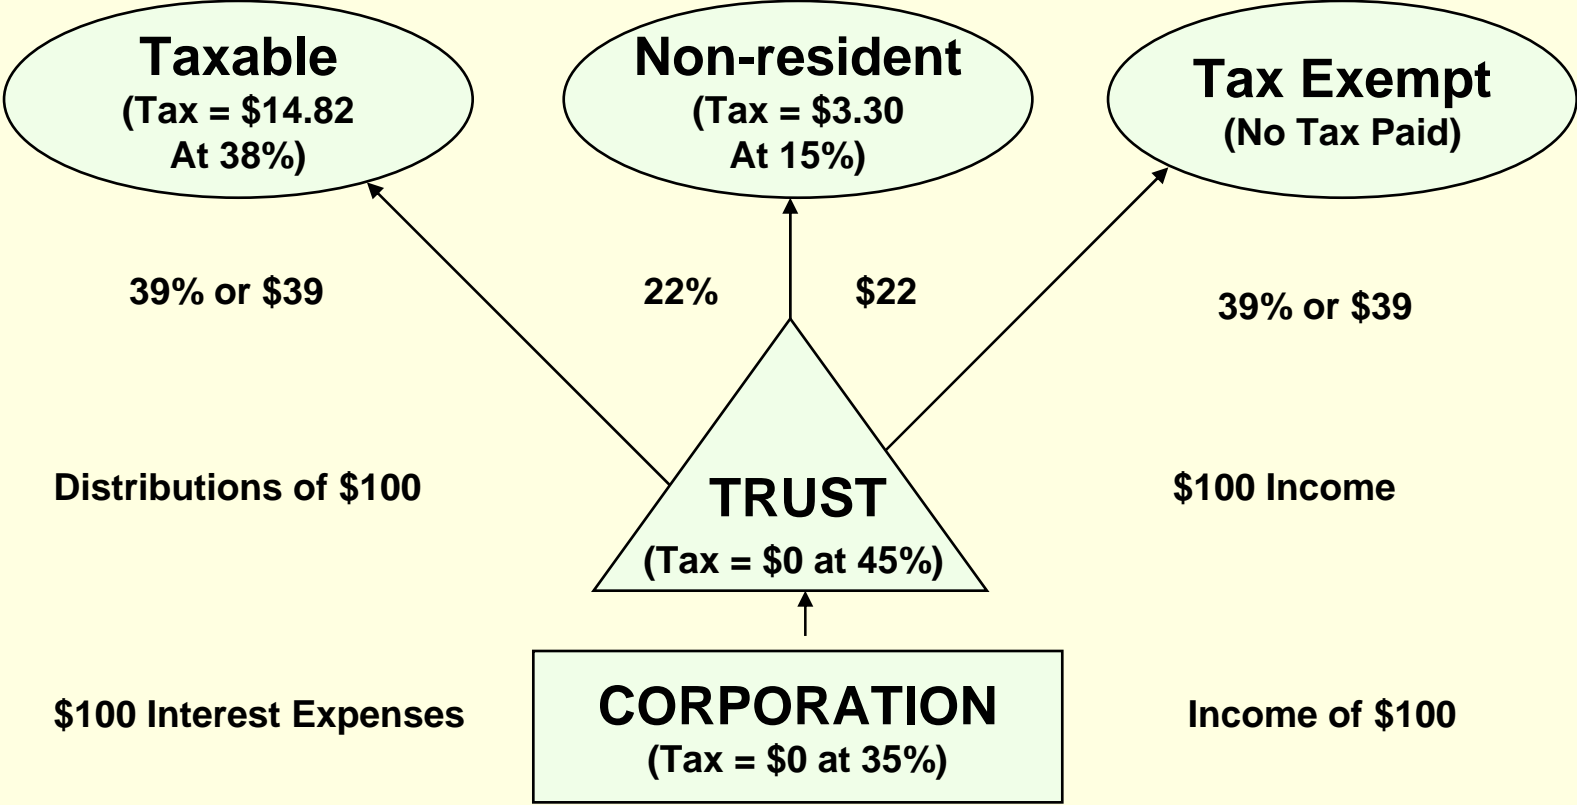 Taxable
(Tax = $14.82
At 38%)
Non-resident
(Tax = $3.30
At 15%)
Tax Exempt
(No Tax Paid)
39% or $39
22%
$22
39% or $39
Distributions of $100
TRUST
(Tax = $0 at 45%)
$100 Income
$100 Interest Expenses
CORPORATION
(Tax = $0 at 35%)
Income of $100